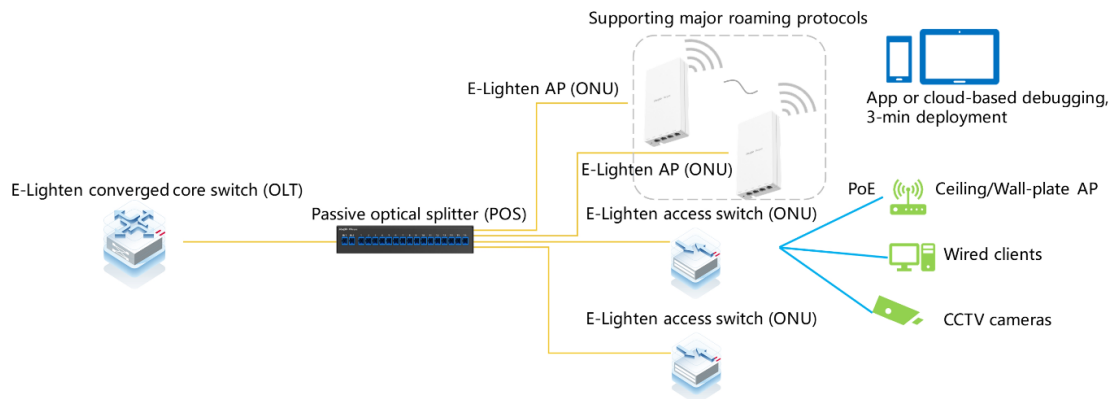 Supporting major roaming protocols
E-Lighten AP (ONU)
App or cloud-based debugging,
3-min deployment
E-Lighten AP (ONU)
E-Lighten converged core switch (OLT)
Passive optical splitter (POS)
E-Lighten access switch (ONU)
PoE
Ceiling/Wall-plate AP
Wired clients
E-Lighten access switch (ONU)
CCTV cameras